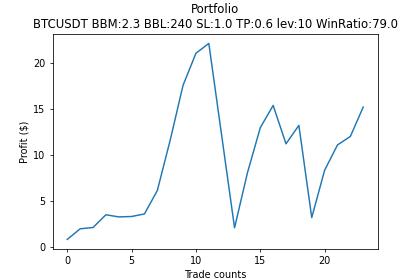 Portfolio
BTCUSDT BBM:2.3 BBL:240 SL:1.0 TP:0.6 lev:10 WinRatio:79.0
Profit ($)
20
15
10
5
0
0 5 10 15 20
Trade counts